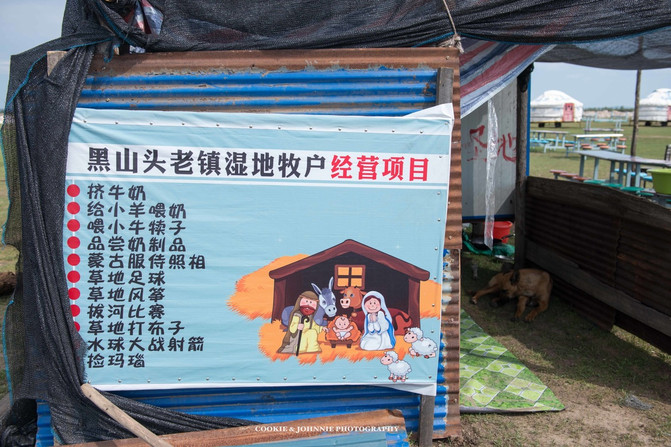 黑山头老镇湿地牧户经营项目
挤牛奶
给小羊喂奶
喂小牛犊子
品尝奶制品
蒙古服侍照相
草地足球
草地风筝
拔河比赛
草地打布子
水球大战射箭
捡玛瑙
COOKIE & JOHNNIE PHOTOGRAPHY